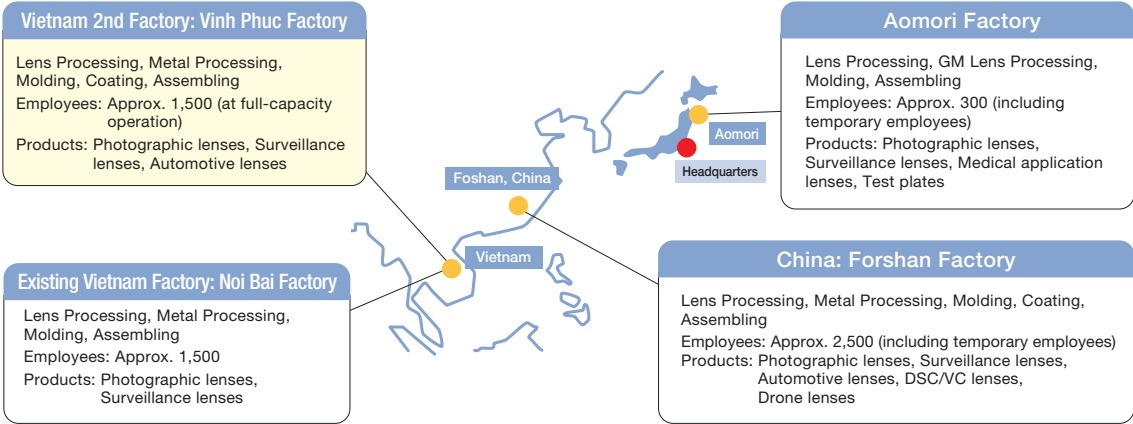 Vietnam 2nd Factory: Vinh Phuc Factory
Lens Processing, Metal Processing,
Molding, Coating, Assembling
Employees: Approx. 1,500 (at full-capacity
operation)
Products: Photographic lenses, Surveillance
lenses, Automotive lenses
Aomori Factory
Lens Processing, GM Lens Processing,
Molding, Assembling
Employees: Approx. 300 (including
temporary employees)
Products: Photographic lenses,
Surveillance lenses, Medical application
lenses, Test plates
Aomori
Headquarters
Foshan, China
Vietnam
Existing Vietnam Factory: Noi Bai Factory
Lens Processing, Metal Processing,
Molding, Assembling
Employees: Approx. 1,500
Products: Photographic lenses,
Surveillance lenses
China: Forshan Factory
Lens Processing, Metal Processing, Molding, Coating,
Assembling
Employees: Approx. 2,500 (including temporary employees)
Products: Photographic lenses, Surveillance lenses,
Automotive lenses, DSC/VC lenses,
Drone lenses